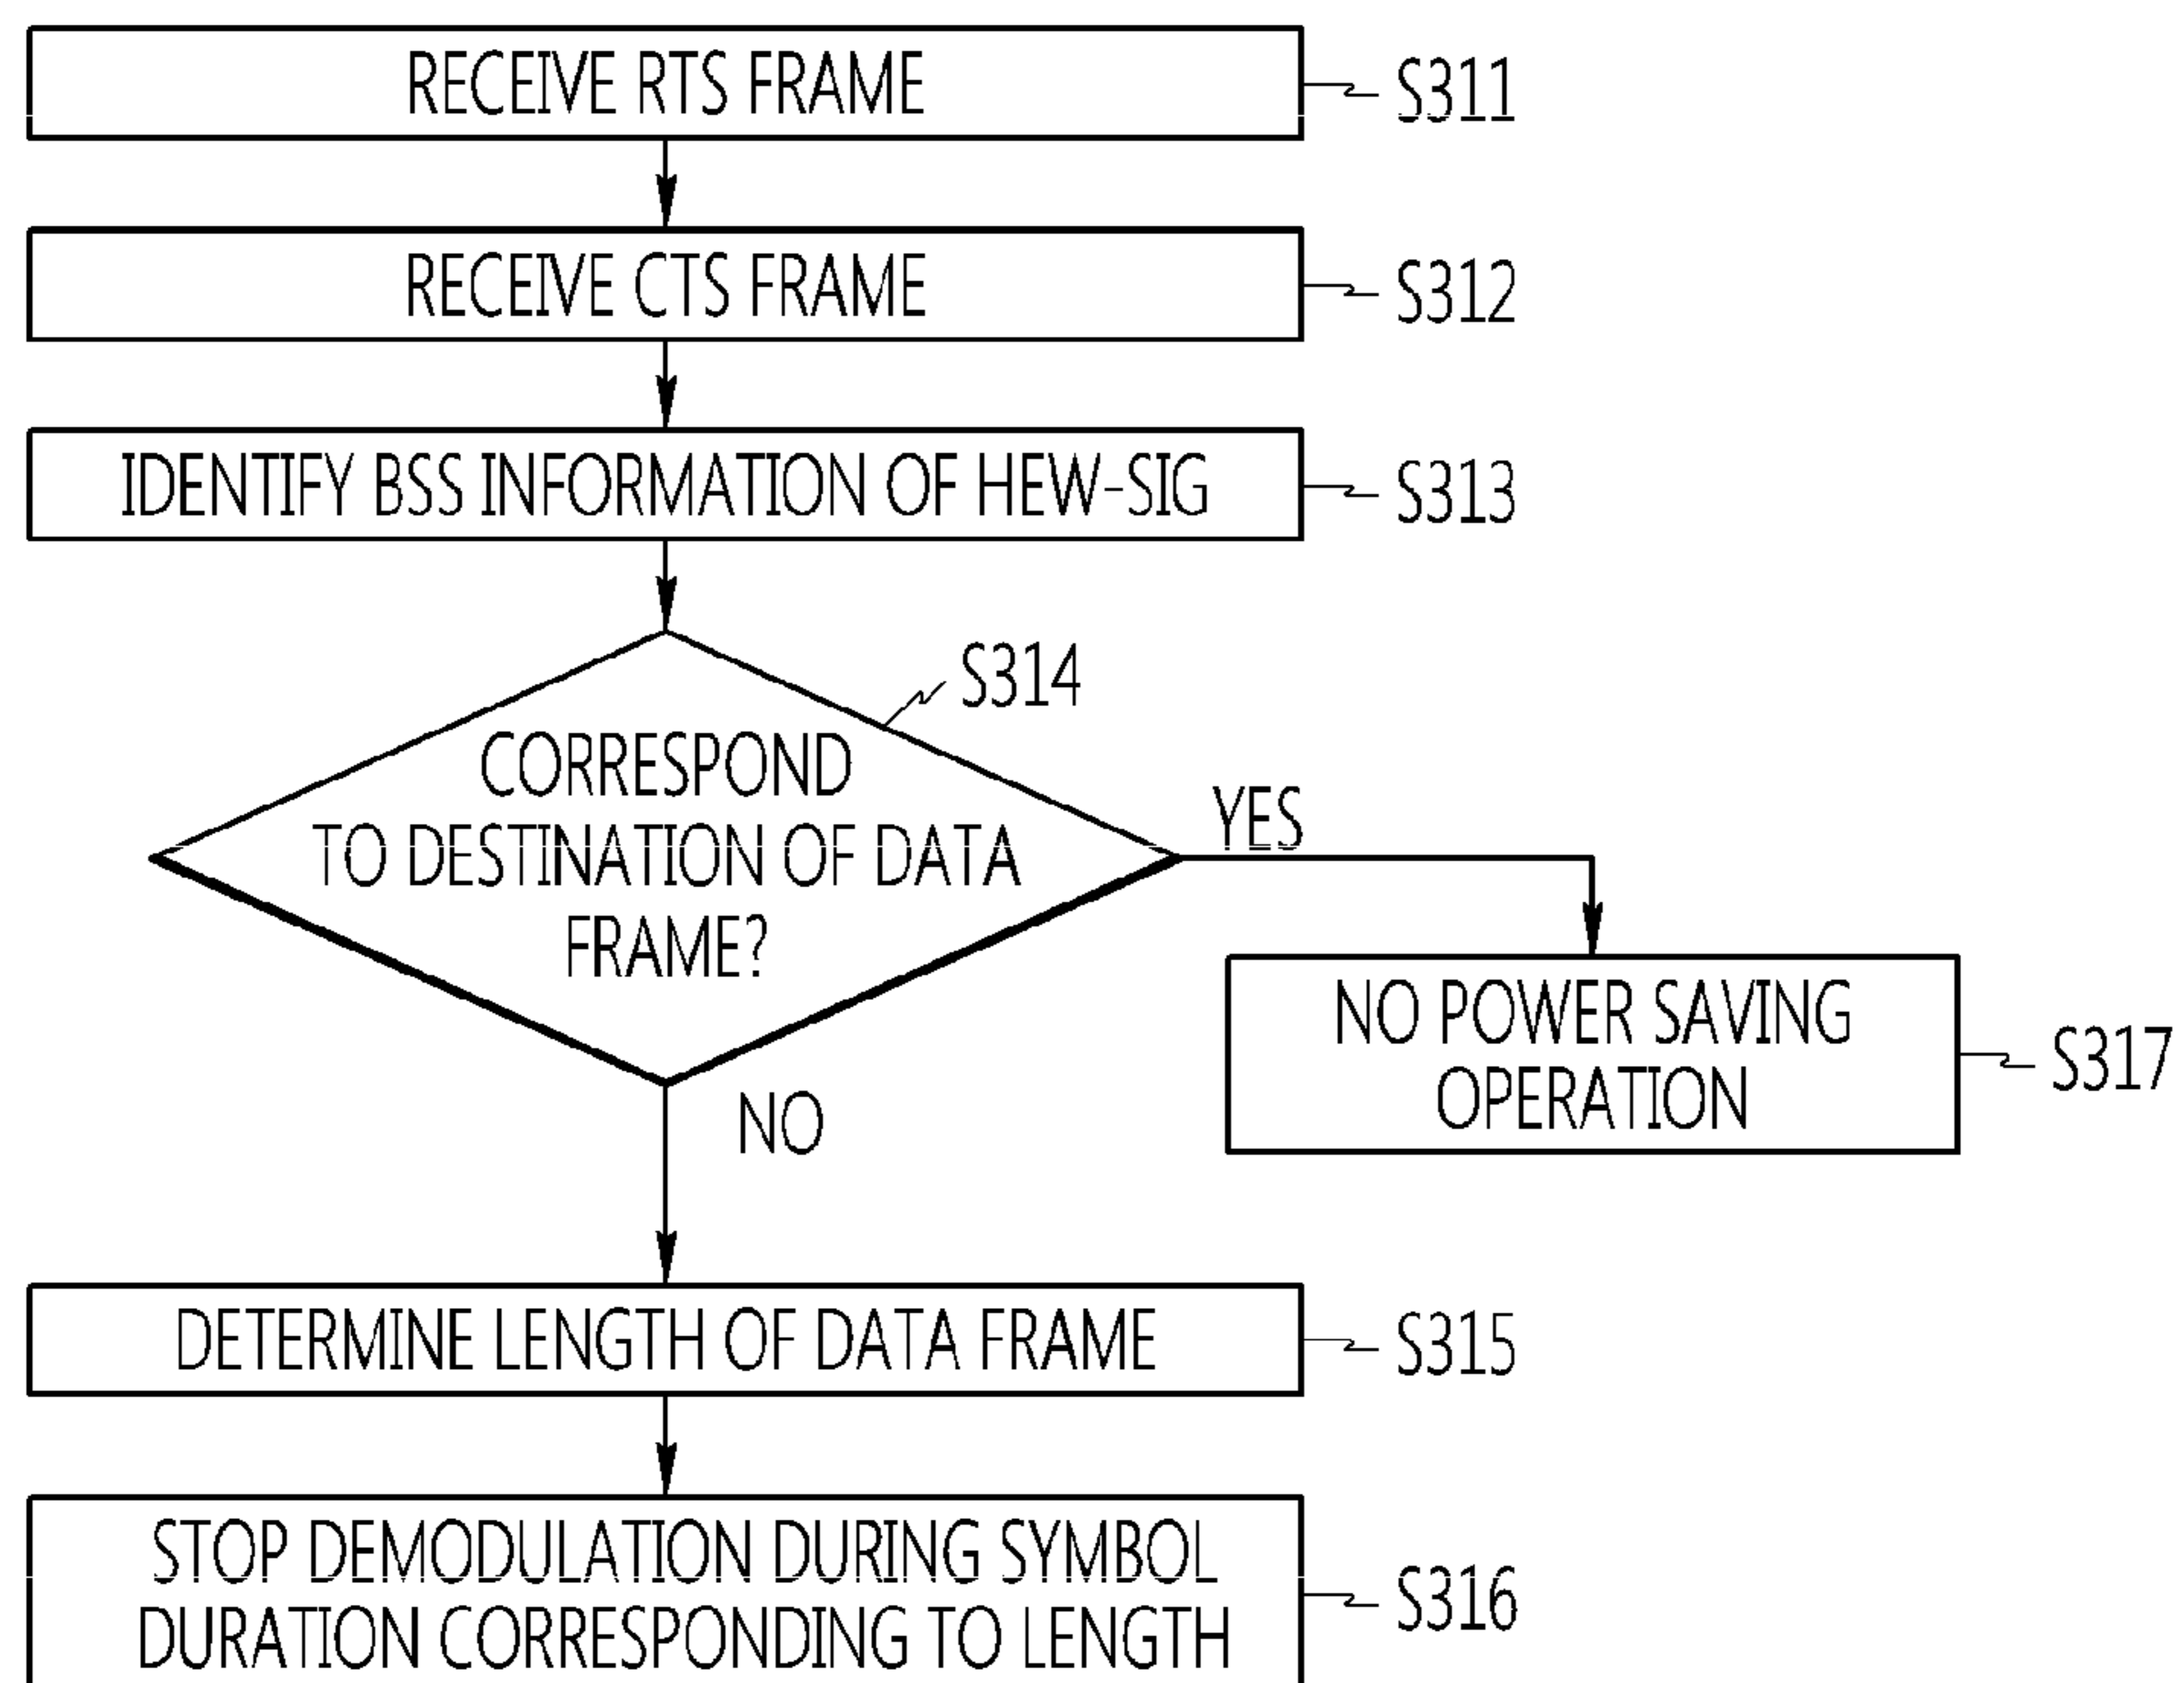 RECEIVE RTS FRAME
S311
RECEIVE CTS FRAME
S312
IDENTIFY BSS INFORMATION OF HEW-SIG
S313
S314
CORRESPOND
TO DESTINATION OF DATA
FRAME?
YES
NO POWER SAVING
OPERATION
S317
NO
DETERMINE LENGTH OF DATA FRAME
S315
STOP DEMODULATION DURING SYMBOL
DURATION CORRESPONDING TO LENGTH
S316